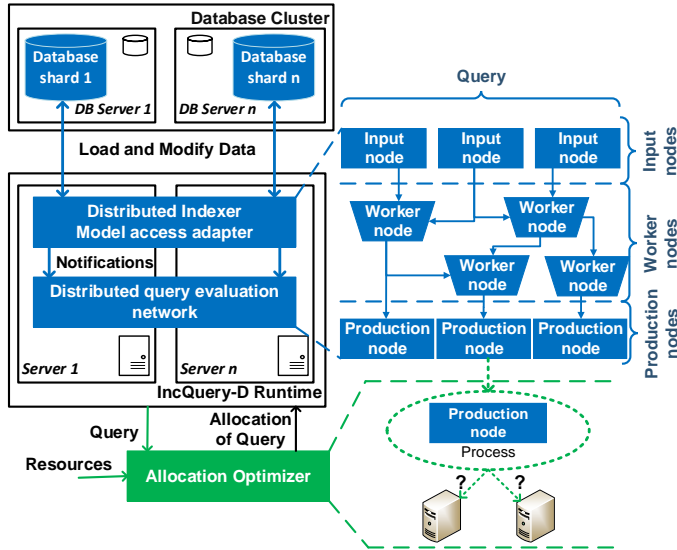 Database Cluster
Database
shard 1
Database
shard n
DB Server 1
DB Server n
Load and Modify Data
Distributed Indexer
Model access adapter
Notifications
Distributed query evaluation
network
Server 1
Server n
IncQuery-D Runtime
Query
Allocation
of Query
Resources
Allocation Optimizer
Query
Input
node
Input
node
Input
node
Input
nodes
Worker
node
Worker
node
Worker
node
Worker
node
Worker
nodes
Production
node
Production
node
Production
node
Production
nodes
Production
node
Process
?
?